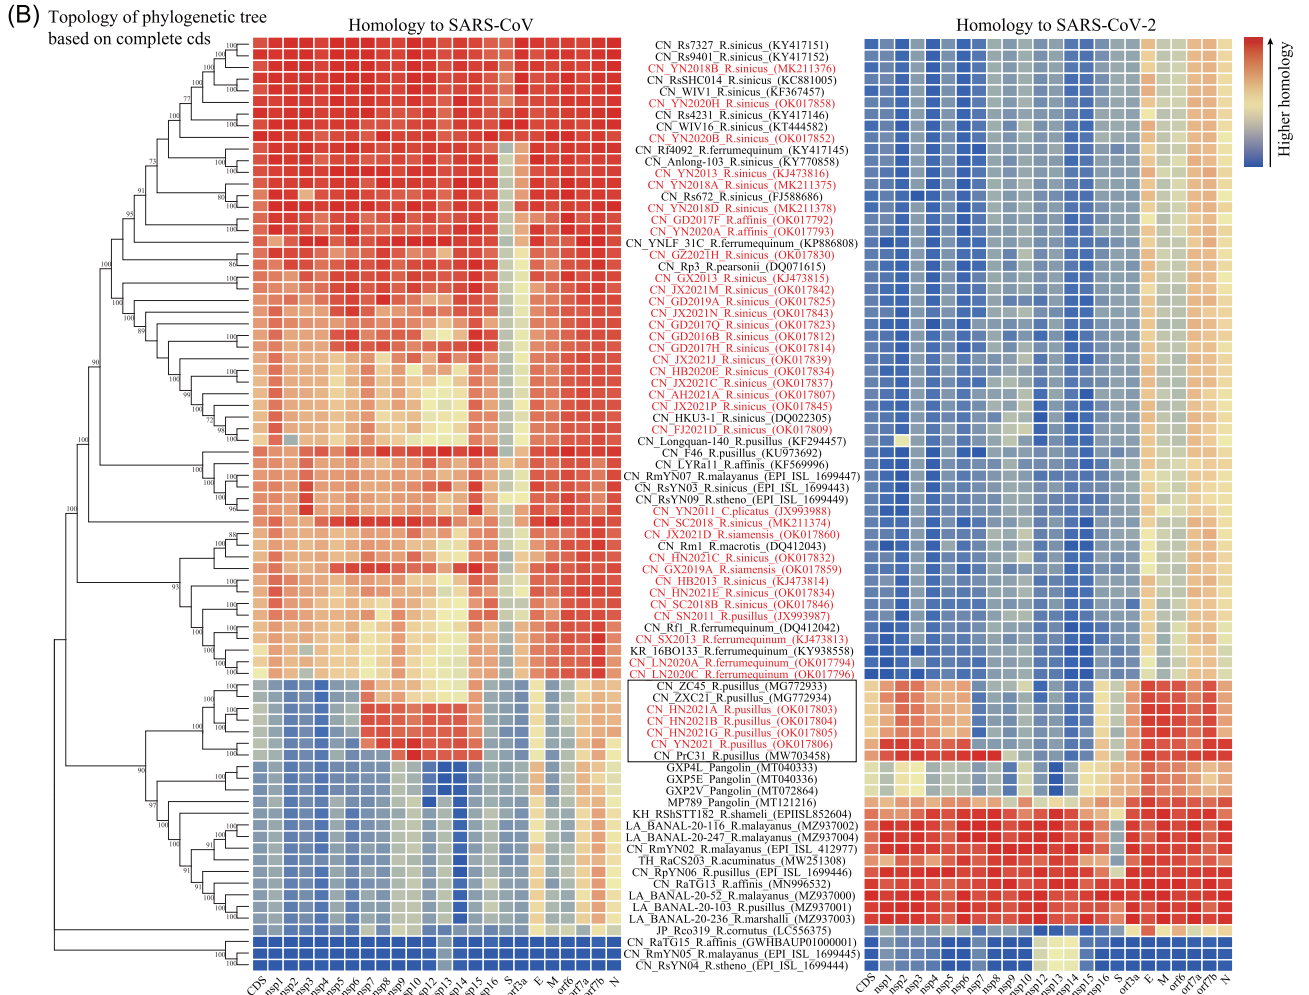 (B) Topology of phylogenetic tree
based on complete cds
Homology to SARS-CoV
Homology to SARS-CoV-2
Higher homology
CN_Rs7327_R.sinicus_(KY417151)
CN_Rs9401_R.sinicus_(KY417152)
CN_YN2018B_R.sinicus_(MK211376)
CN_RsSHC014_R.sinicus_(KC881005)
CN_WIV1_R.sinicus_(KF367457)
CN_YN2020H_R.sinicus_(OK017858)
CN_Rs4231_R.sinicus_(KY417146)
CN_WIV16_R.sinicus_(KT444582)
CN_YN2020B_R.sinicus_(OK017852)
CN_Rf4092_R.ferrumequinum_(KY417145)
CN_Anlong-103_R.sinicus_(KY770858)
CN_YN2013_R.sinicus_(KJ473816)
CN_YN2018A_R.sinicus_(MK211375)
CN_Rs672_R.sinicus_(FJ588686)
CN_YN2018D_R.sinicus_(MK211378)
CN_GD2017F_R.affinis_(OK017792)
CN_YN2020A_R.affinis_(OK017793)
CN_YNLF_31C_R.ferrumequinum_(KP886808)
CN_GZ2021H_R.sinicus_(OK017830)
CN_Rp3_R.pearsonii_(DQ071615)
CN_GX2013_R.sinicus_(KJ473815)
CN_JX2021M_R.sinicus_(OK017842)
CN_GD2019A_R.sinicus_(OK017825)
CN_JX2021N_R.sinicus_(OK017843)
CN_GD2017Q_R.sinicus_(OK017823)
CN_GD2016B_R.sinicus_(OK017812)
CN_GD2017H_R.sinicus_(OK017814)
CN_JX2021J_R.sinicus_(OK017839)
CN_HB2020E_R.sinicus_(OK017834)
CN_JX2021C_R.sinicus_(OK017837)
CN_AH2021A_R.sinicus_(OK017807)
CN_JX2021P_R.sinicus_(OK017845)
CN_HKU3-1_R.sinicus_(DQ022305)
CN_FJ2021D_R.sinicus_(OK017809)
CN_Longquan-140_R.pusillus_(KF294457)
CN_F46_R.pusillus_(KU973692)
CN_LYRa11_R.affinis_(KF569996)
CN_RmYN07_R.malayanus_(EPI_ISL_1699447)
CN_RsYN03_R.sinicus_(EPI_ISL_1699443)
CN_RsYN09_R.stheno_(EPI_ISL_1699449)
CN_YN2011_C.plicatus_(JX993988)
CN_SC2018_R.sinicus_(MK211374)
CN_JX2021D_R.siamensis_(OK017860)
CN_Rm1_R.macrotis_(DQ412043)
CN_HN2021C_R.sinicus_(OK017832)
CN_GX2019A_R.siamensis_(OK017859)
CN_HB2013_R.sinicus_(KJ473814)
CN_HN2021E_R.sinicus_(OK017834)
CN_SC2018B_R.sinicus_(OK017846)
CN_SN2011_R.pusillus_(JX993987)
CN_Rf1_R.ferrumequinum_(DQ412042)
CN_SX2013_R.ferrumequinum_(KJ473813)
KR_16BO133_R.ferrumequinum_(KY938558)
CN_LN2020A_R.ferrumequinum_(OK017794)
CN_LN2020C_R.ferrumequinum_(OK017796)
CN_ZC45_R.pusillus_(MG772933)
CN_ZXC21_R.pusillus_(MG772934)
CN_HN2021A_R.pusillus_(OK017803)
CN_HN2021B_R.pusillus_(OK017804)
CN_HN2021G_R.pusillus_(OK017805)
CN_YN2021_R.pusillus_(OK017806)
CN_PrC31_R.pusillus_(MW703458)
GXP4L_Pangolin_(MT040333)
GXP5E_Pangolin_(MT040336)
GXP2V_Pangolin_(MT072864)
MP789_Pangolin_(MT121216)
KH_RShSTT182_R.shameli_(EPIISL852604)
LA_BANAL-20-116_R.malayanus_(MZ937002)
LA_BANAL-20-247_R.malayanus_(MZ937004)
CN_RmYN02_R.malayanus_(EPI_ISL_412977)
TH_RaCS203_R.acuminatus_(MW251308)
CN_RpYN06_R.pusillus_(EPI_ISL_1699446)
CN_RaTG13_R.affinis_(MN996532)
LA_BANAL-20-52_R.malayanus_(MZ937000)
LA_BANAL-20-103_R.pusillus_(MZ937001)
LA_BANAL-20-236_R.marshalli_(MZ937003)
JP_Rco319_R.cornutus_(LC556375)
CN_RaTG15_R.affinis_(GWHBAUP01000001)
CN_RmYN05_R.malayanus_(EPI_ISL_1699445)
CN_RsYN04_R.stheno_(EPI_ISL_1699444)
CDS nsp1 nsp2 nsp3 nsp4 nsp5 nsp6 nsp7 nsp8 nsp9 nsp10 nsp12 nsp13 nsp14 nsp15 nsp16 S orf3a E M orf6 orf7a orf7b N
CDS nsp1 nsp2 nsp3 nsp4 nsp5 nsp6 nsp7 nsp8 nsp9 nsp10 nsp12 nsp13 nsp14 nsp15 nsp16 S orf3a E M orf6 orf7a orf7b N